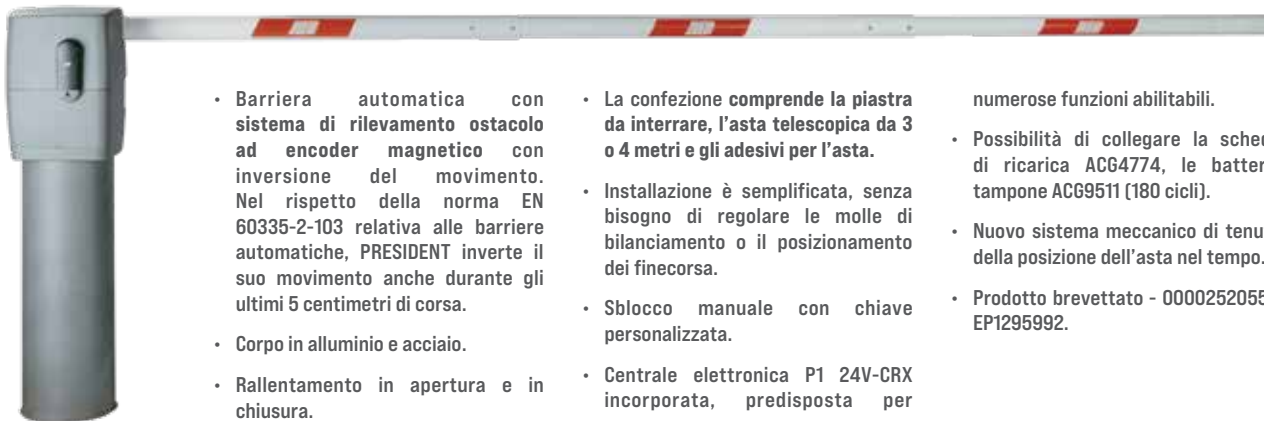 • Barriera automatica con
sistema di rilevamento ostacolo
ad encoder magnetico con
inversione del movimento.
Nel rispetto della norma EN
60335-2-103 relativa alle barriere
automatiche, PRESIDENT inverte il
suo movimento anche durante gli
ultimi 5 centimetri di corsa.
• Corpo in alluminio e acciaio.
• Rallentamento in apertura e in
chiusura.
• La confezione comprende la piastra
da interrare, l'asta telescopica da 3
o 4 metri e gli adesivi per l'asta.
• Installazione è semplificata, senza
bisogno di regolare le molle di
bilanciamento o il posizionamento
dei finecorsa.
• Sblocco manuale con chiave
personalizzata.
• Centrale elettronica P1 24V-CRX
incorporata, predisposta per
numerose funzioni abilitabili.
• Possibilità di collegare la
di ricarica ACG4774, le
tampone ACG9511 (180 cicli).
• Nuovo sistema meccanico di
della posizione dell'asta nel tempo.
• Prodotto brevettato - 0000252055
EP1295992.